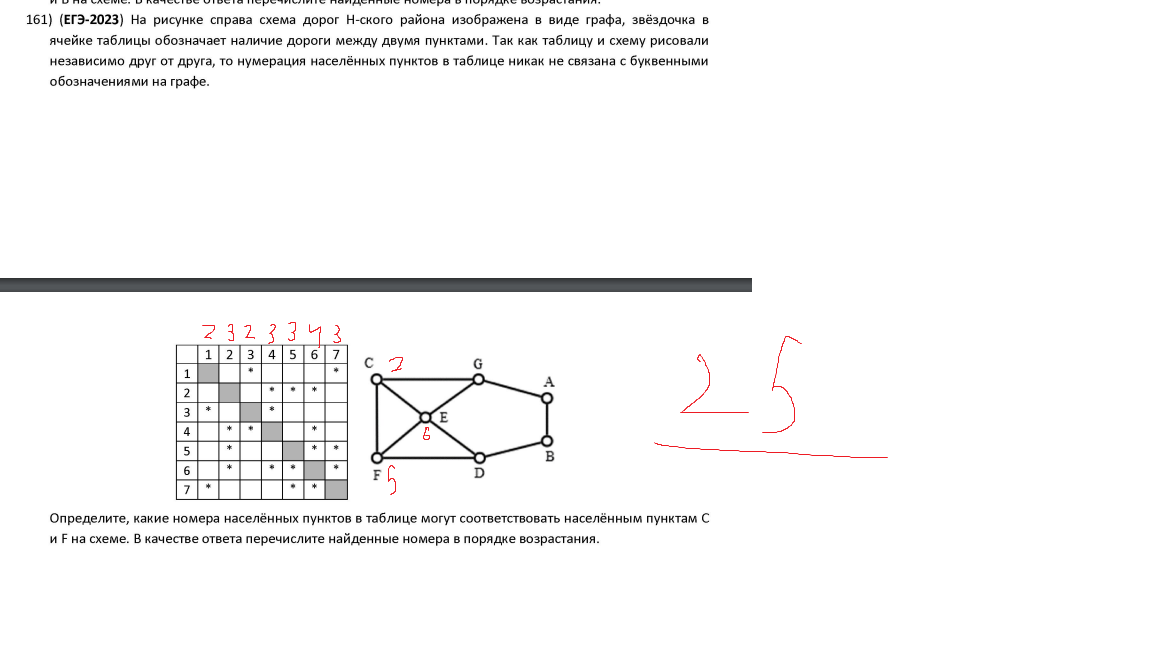 и В на схеме. В качестве ответа перечислите найденные номера в порядке возрастания.
161) (ЕГЭ-2023) На рисунке справа схема дорог Н-ского района изображена в виде графа, звёздочка в
ячейке таблицы обозначает наличие дороги между двумя пунктами. Так как таблицу и схему рисовали
независимо друг от друга, то нумерация населённых пунктов в таблице никак не связана с буквенными
обозначениями на графе.
2 3 2 3 3 4 3
1 2 3 4 5 6 7
1 * *
2 * * *
3 * *
4 * * *
5 * * *
6 * * * *
7 * * *
C G
A
E
6
B
F 5 D
2 5
Определите, какие номера населённых пунктов в таблице могут соответствовать населённым пунктам C
и F на схеме. В качестве ответа перечислите найденные номера в порядке возрастания.